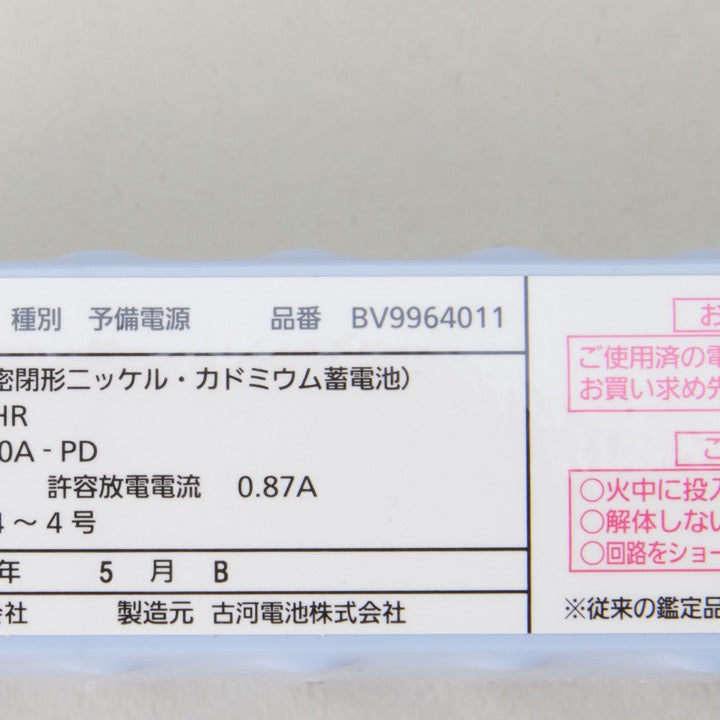 種別 予備電源 品番 BV9964011
密閉形ニッケル・カドミウム蓄電池）
HR
0A - PD
許容放電電流 0.87A
4 ～ 4 号
年 5 月 B
会社 製造元 古河電池株式会社
お
ご使用済の電
お買い求め先
ご
○火中に投入
○解体しない
○回路をショー
※従来の鑑定品